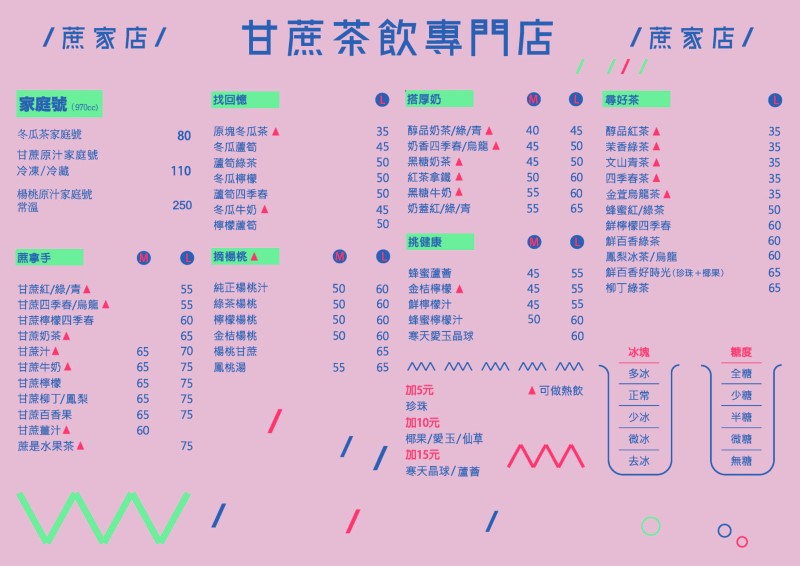 /蔗家店/
甘蔗茶飲專門店
/蔗家店/
家庭號 (970cc)
冬瓜茶家庭號 80
甘蔗原汁家庭號
冷凍/冷藏 110
楊桃原汁家庭號
常溫 250
蔗拿手 M L
甘蔗紅/綠/青▲ 55
甘蔗四季春/烏龍▲ 55
甘蔗檸檬四季春 60
甘蔗奶茶▲ 65
甘蔗汁▲ 65 70
甘蔗牛奶▲ 65 75
甘蔗檸檬 65 75
甘蔗柳丁/鳳梨 65 75
甘蔗百香果 65 75
甘蔗薑汁▲ 60
蔗是水果茶▲ 75
找回憶 L
原塊冬瓜茶▲ 35
冬瓜蘆筍 45
蘆筍綠茶 50
冬瓜檸檬 50
蘆筍四季春 50
冬瓜牛奶▲ 45
檸檬蘆筍 50
摘楊桃▲ M L
純正楊桃汁 50 60
綠茶楊桃 50 60
檸檬楊桃 50 60
金桔楊桃 50 60
楊桃甘蔗 65
鳳桃湯 55 65
搭厚奶 M L
醇品奶茶/綠/青▲ 40 45
奶香四季春/烏龍▲ 45 50
黑糖奶茶▲ 45 50
紅茶拿鐵▲ 50 60
黑糖牛奶▲ 55 60
奶蓋紅/綠/青 55 65
挑健康 M L
蜂蜜蘆薈 45 55
金桔檸檬▲ 45 55
鮮檸檬汁 45 55
蜂蜜檸檬汁 50 60
寒天愛玉晶球 60
加5元 ▲可做熱飲
珍珠
加10元
椰果/愛玉/仙草
加15元
寒天晶球/蘆薈
尋好茶 L
醇品紅茶▲ 35
茉香綠茶▲ 35
文山青茶▲ 35
四季春茶▲ 35
金萱烏龍茶▲ 35
蜂蜜紅/綠茶 50
鮮檸檬四季春 60
鮮百香綠茶 60
鳳梨冰茶/烏龍 60
鮮百香好時光(珍珠+椰果) 65
柳丁綠茶 65
冰塊
多冰
正常
少冰
微冰
去冰
糖度
全糖
少糖
半糖
微糖
無糖